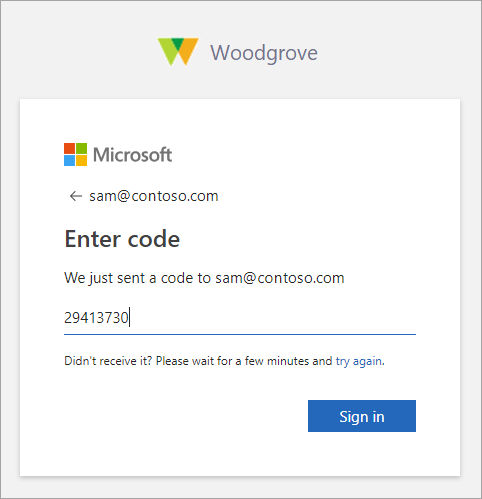 Woodgrove
Microsoft
← sam@contoso.com
Enter code
We just sent a code to sam@contoso.com
29413730
Didn't receive it? Please wait for a few minutes and try again.
Sign in